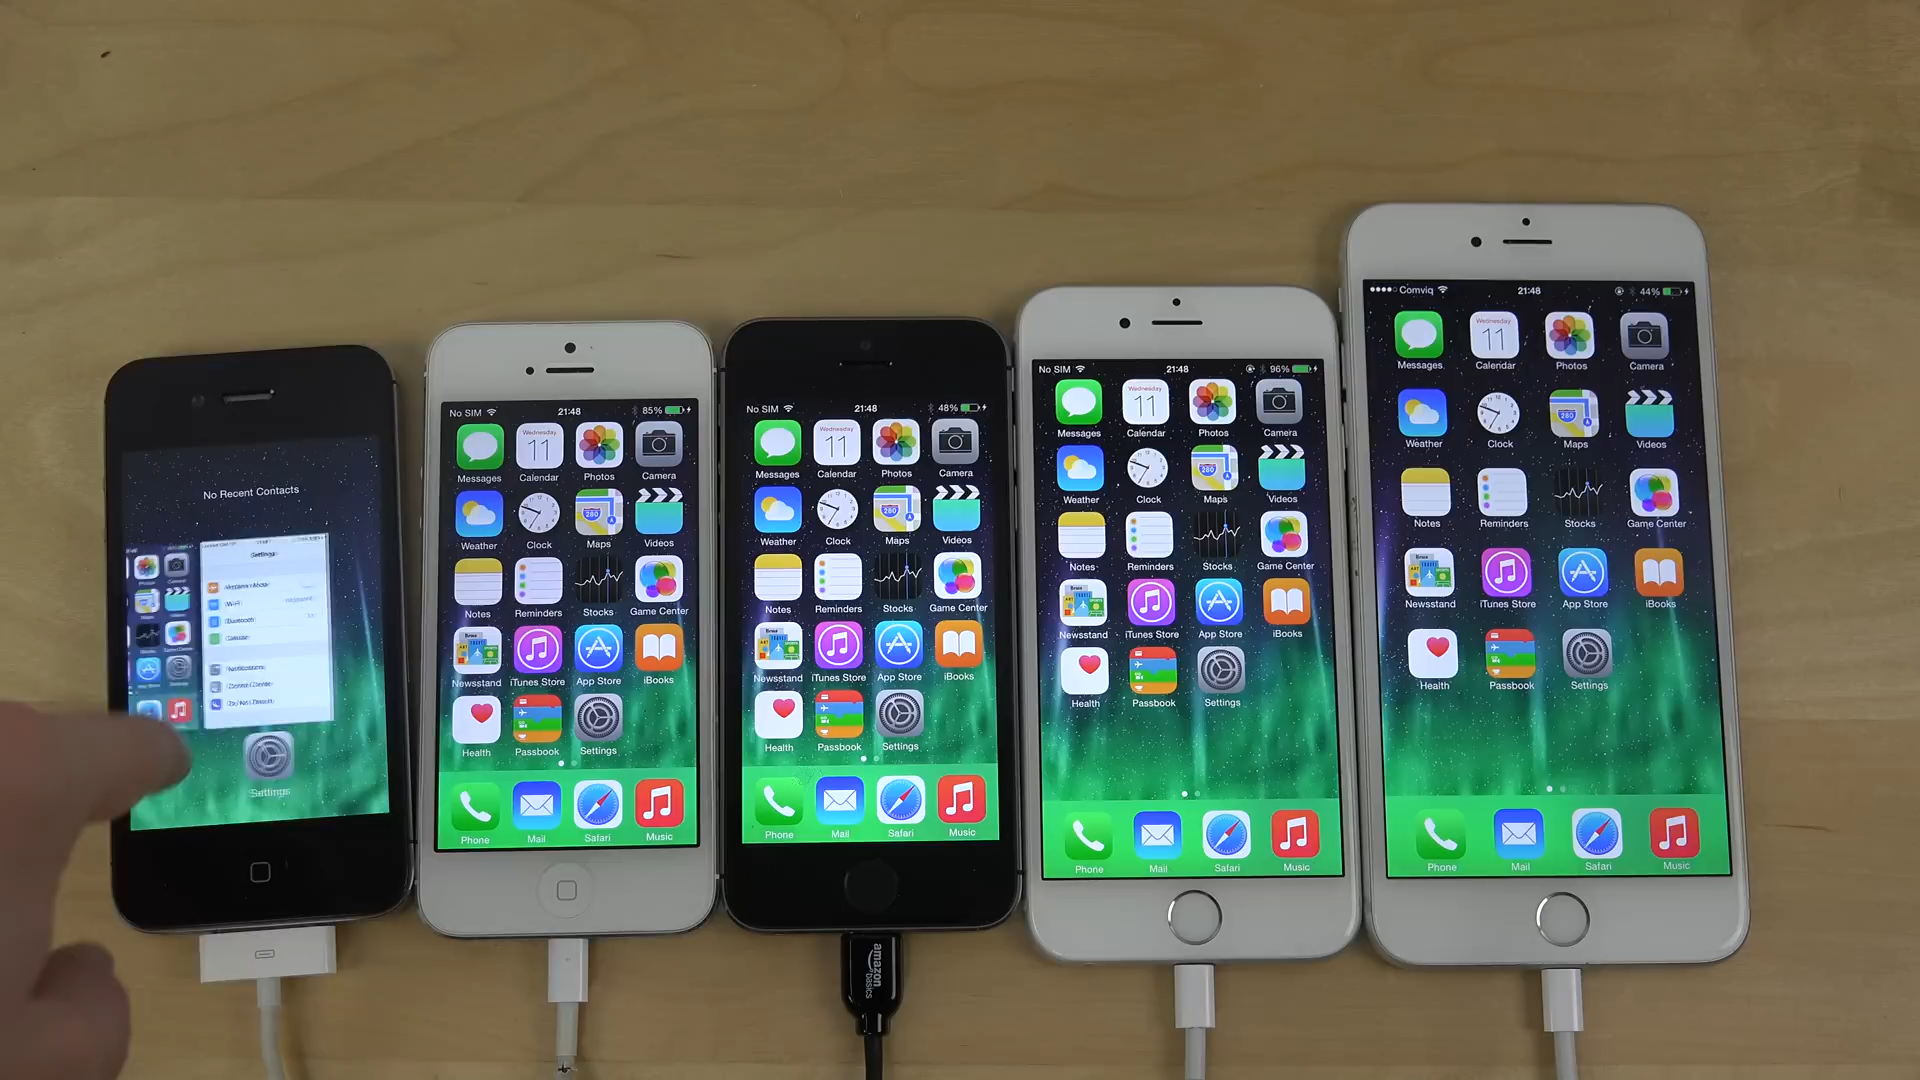 No Recent Contacts
Settings
Settings
No SIM 21:48 85%
Wednesday
11
Messages Calendar Photos Camera
280
Weather Clock Maps Videos
Notes Reminders Stocks Game Center
Newsstand iTunes Store App Store iBooks
Health Passbook Settings
Phone Mail Safari Music
No SIM 21:48 48%
Wednesday
11
Messages Calendar Photos Camera
280
Weather Clock Maps Videos
Notes Reminders Stocks Game Center
Newsstand iTunes Store App Store iBooks
Health Passbook Settings
Phone Mail Safari Music
amazon
basics
No SIM 21:48 96%
Wednesday
11
Messages Calendar Photos Camera
280
Weather Clock Maps Videos
Notes Reminders Stocks Game Center
Newsstand iTunes Store App Store iBooks
Health Passbook Settings
Phone Mail Safari Music
Comviq 21:48 44%
Wednesday
11
Messages Calendar Photos Camera
280
Weather Clock Maps Videos
Notes Reminders Stocks Game Center
Newsstand iTunes Store App Store iBooks
Health Passbook Settings
Phone Mail Safari Music